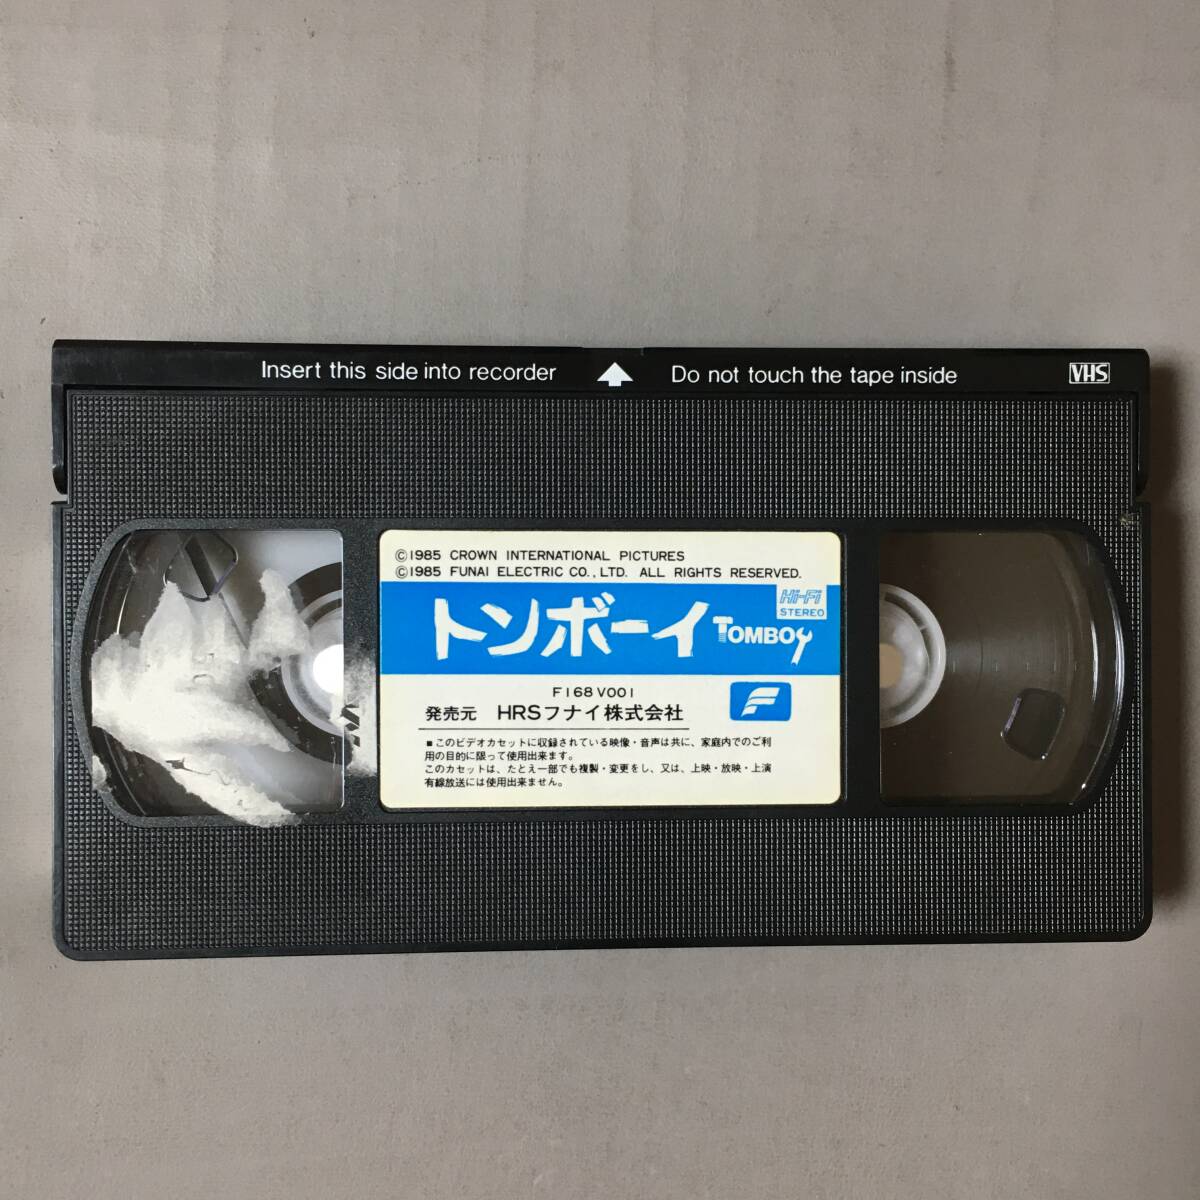 Insert this side into recorder
Do not touch the tape inside
VHS
©1985 CROWN INTERNATIONAL PICTURES
©1985 FUNAI ELECTRIC CO., LTD. ALL RIGHTS RESERVED.
Hi-Fi
STEREO
トンボーイ TOMBOY
F168V001
発売元 HRSフナイ株式会社
■このビデオカセットに収録されている映像・音声は共に、家庭内でのご利
用の目的に限って使用出来ます。
このカセットは、たとえ一部でも複製・変更をし、又は、上映・放映・上演
有線放送には使用出来ません。